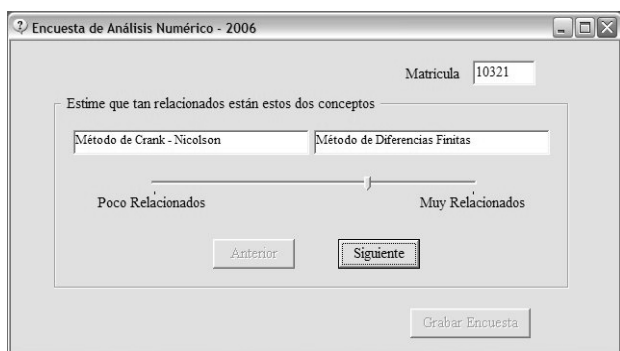 Encuesta de Análisis Numérico - 2006
Matricula 10321
Estime que tan relacionados están estos dos conceptos
Método de Crank - Nicolson Método de Diferencias Finitas
Poco Relacionados Muy Relacionados
Anterior Siguiente
Grabar Encuesta